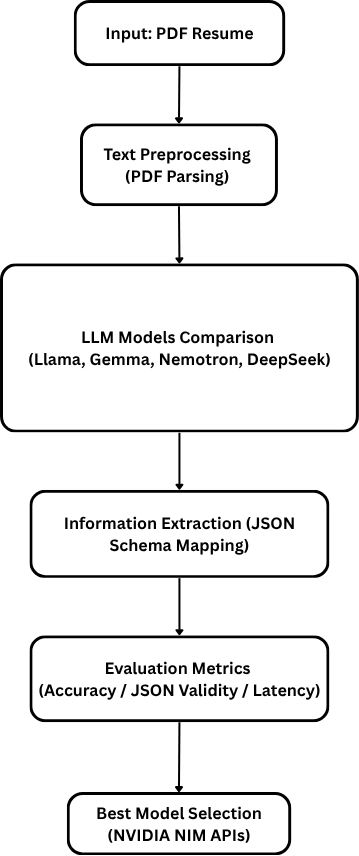 Input: PDF Resume
Text Preprocessing
(PDF Parsing)
LLM Models Comparison
(Llama, Gemma, Nemotron, DeepSeek)
Information Extraction (JSON
Schema Mapping)
Evaluation Metrics
(Accuracy / JSON Validity / Latency)
Best Model Selection
(NVIDIA NIM APIs)